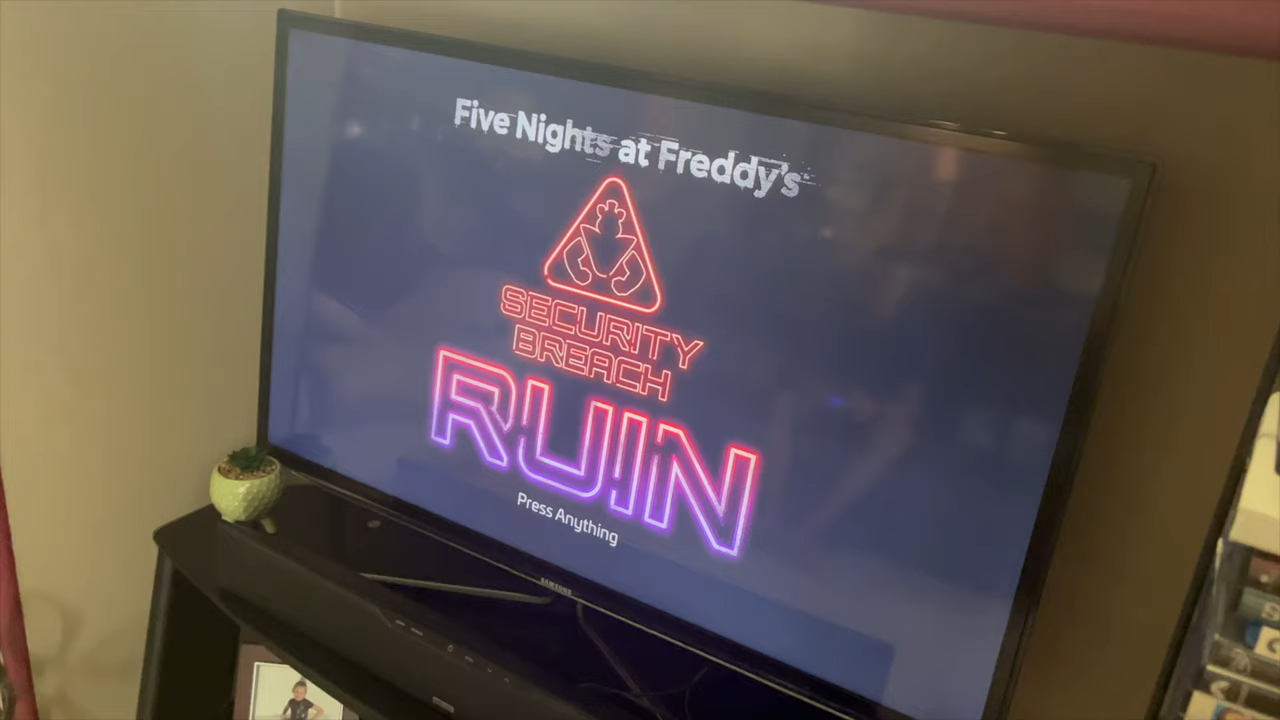 Five Nights at Freddy's
SECURITY
BREACH
RUIN
Press Anything
SAMSUNG